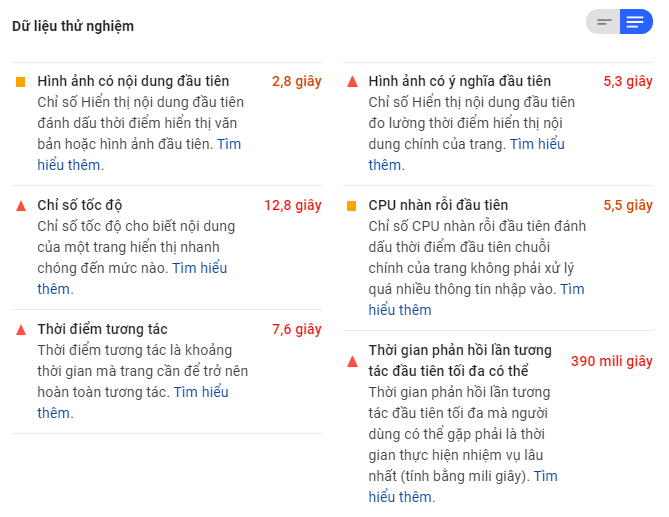 Dữ liệu thử nghiệm
Hình ảnh có nội dung đầu tiên
2,8 giây
Chỉ số Hiển thị nội dung đầu tiên
đánh dấu thời điểm hiển thị văn
bản hoặc hình ảnh đầu tiên. Tìm
hiểu thêm.
Hình ảnh có ý nghĩa đầu tiên
5,3 giây
Chỉ số Hiển thị nội dung đầu tiên
đo lường thời điểm hiển thị nội
dung chính của trang. Tìm hiểu
thêm.
Chỉ số tốc độ
12,8 giây
Chỉ số tốc độ cho biết nội dung
của một trang hiển thị nhanh
chóng đến mức nào. Tìm hiểu
thêm.
CPU nhàn rỗi đầu tiên
5,5 giây
Chỉ số CPU nhàn rỗi đầu tiên đánh
dấu thời điểm đầu tiên chuỗi
chính của trang không phải xử lý
quá nhiều thông tin nhập vào. Tìm
hiểu thêm
Thời điểm tương tác
7,6 giây
Thời điểm tương tác là khoảng
thời gian mà trang cần để trở nên
hoàn toàn tương tác. Tìm hiểu
thêm.
Thời gian phản hồi lần tương
tác đầu tiên tối đa có thể
390 mili giây
Thời gian phản hồi lần tương
tác đầu tiên tối đa mà người
dùng có thể gặp phải là thời
gian thực hiện nhiệm vụ lâu
nhất (tính bằng mili giây). Tìm
hiểu thêm.